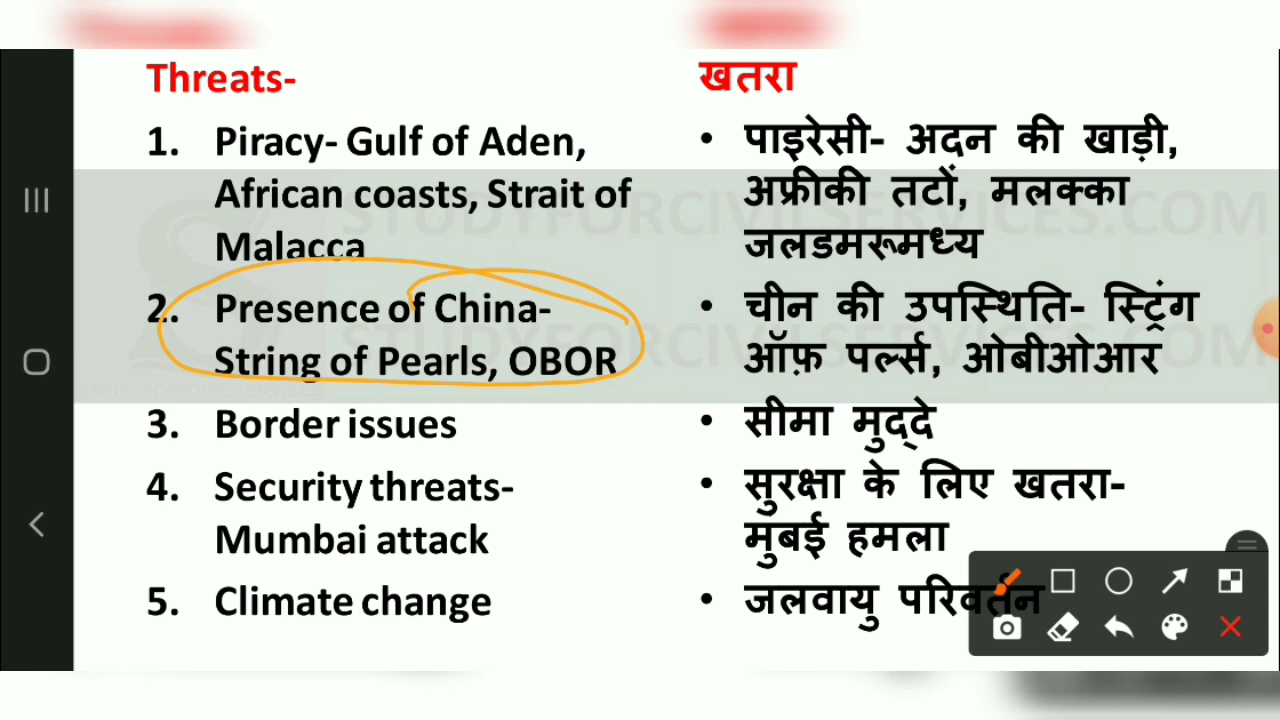 Threats-
1. Piracy- Gulf of Aden,
African coasts, Strait of
Malacca
2. Presence of China-
String of Pearls, OBOR
3. Border issues
4. Security threats-
Mumbai attack
5. Climate change
खतरा
• पाइरेसी- अदन की खाड़ी,
अफ्रीकी तटों, मलक्का
जलडमरूमध्य
• चीन की उपस्थिति- स्ट्रिंग
ऑफ़ पर्ल्स, ओबीओआर
• सीमा मुद्दे
• सुरक्षा के लिए खतरा-
मुंबई हमला
• जलवायु परिवर्तन
STUDYFORCIVILSERVICES.COM